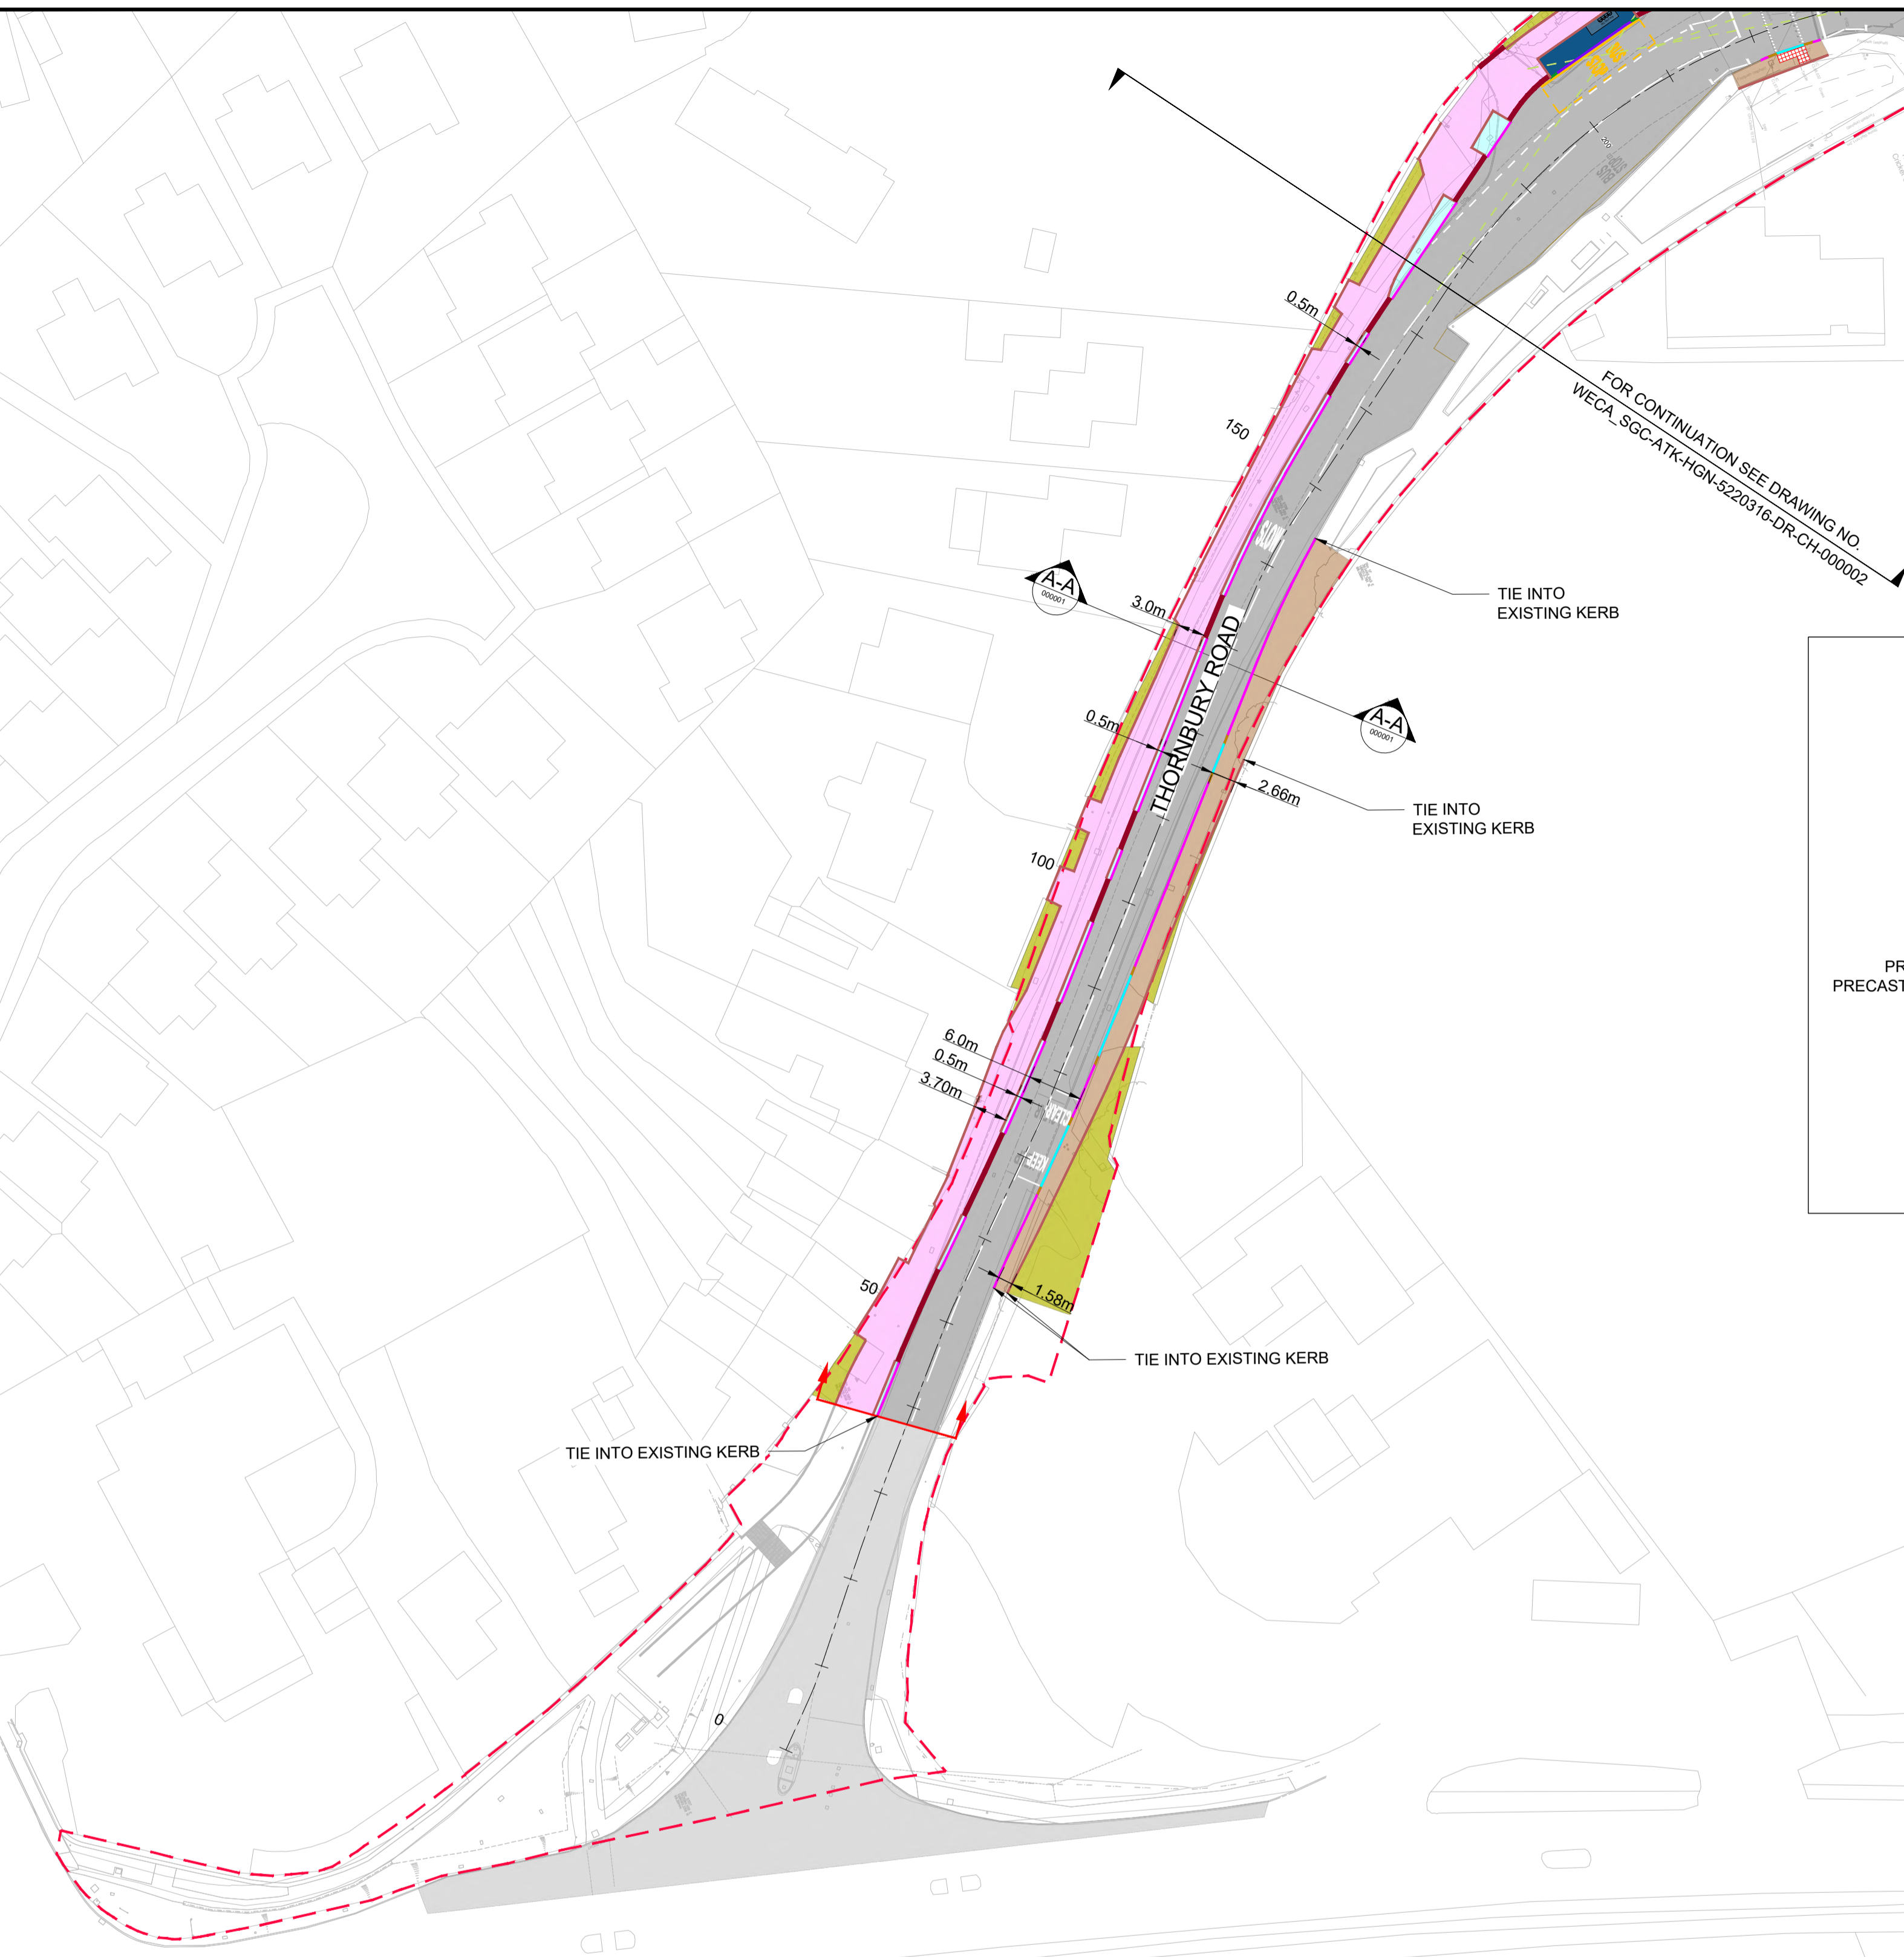 200
0.5m
FOR CONTINUATION SEE DRAWING NO.
WECA_SGC-ATK-HGN-5220316-DR-CH-000002
150
SLOW
A-A
000001
3.0m
TIE INTO
EXISTING KERB
THORNBURY ROAD
A-A
000001
0.5m
2.66m
TIE INTO
EXISTING KERB
100
PR
PRECAST
6.0m
0.5m
3.70m
CLEAR
KEEP
50
1.58m
TIE INTO EXISTING KERB
TIE INTO EXISTING KERB
0